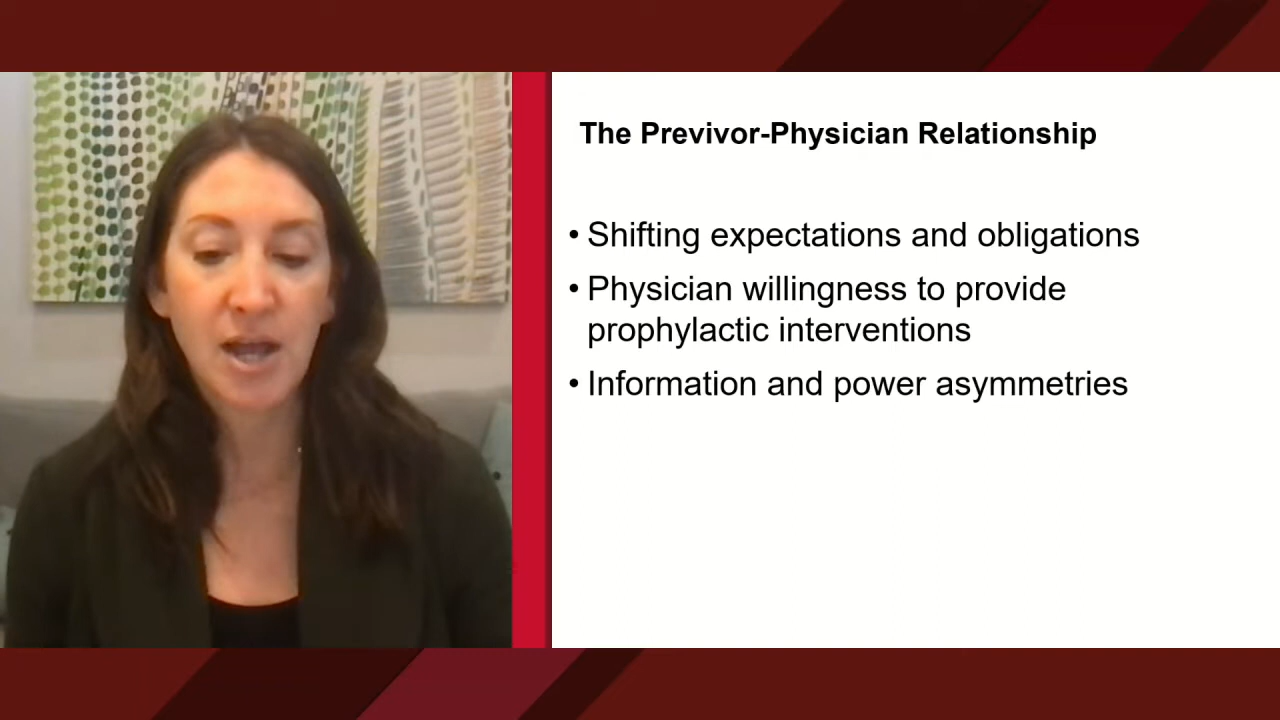 The Previvor-Physician Relationship
• Shifting expectations and obligations
• Physician willingness to provide
prophylactic interventions
• Information and power asymmetries